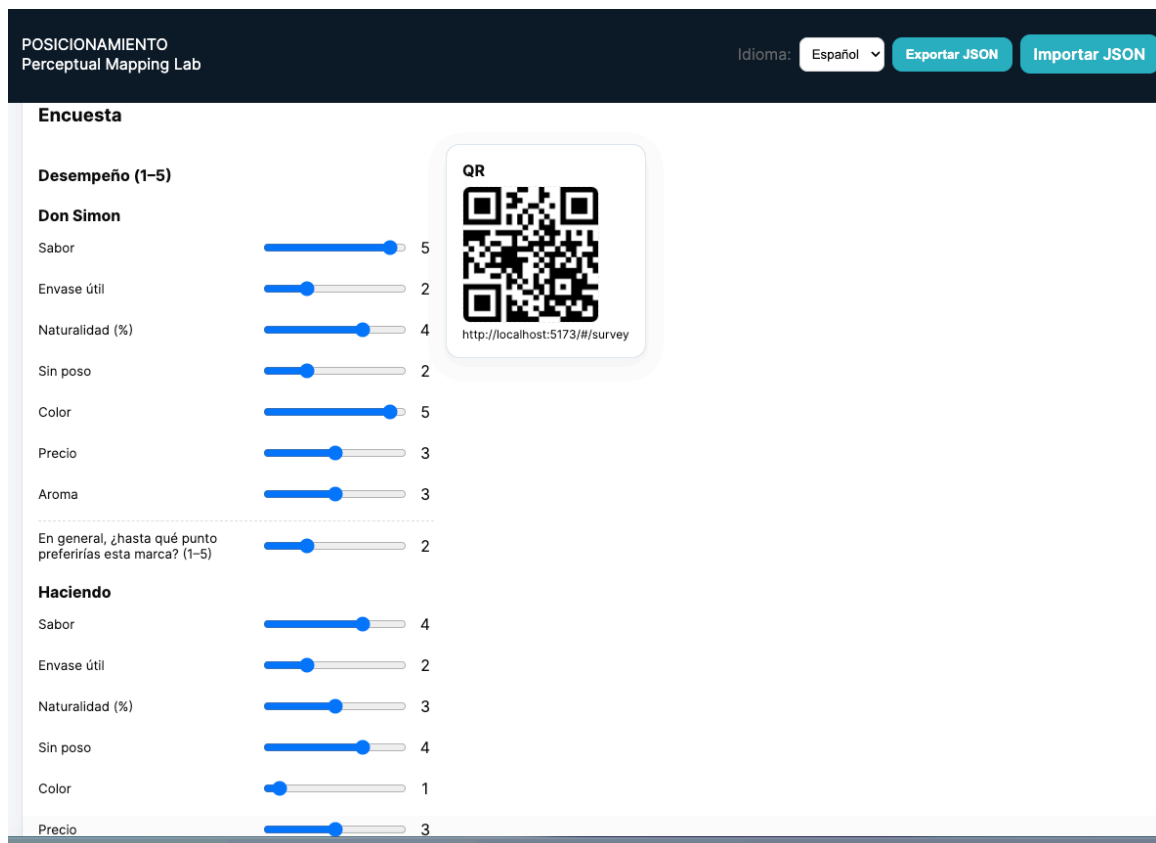 POSICIONAMIENTO
Perceptual Mapping Lab
Idioma:
Español
Exportar JSON
Importar JSON
Encuesta
Desempeño (1–5)
Don Simon
Sabor 5
Envase útil 2
Naturalidad (%) 4
Sin poso 2
Color 5
Precio 3
Aroma 3
En general, ¿hasta qué punto
preferirías esta marca? (1–5) 2
QR
http://localhost:5173/#/survey
Haciendo
Sabor 4
Envase útil 2
Naturalidad (%) 3
Sin poso 4
Color 1
Precio 3